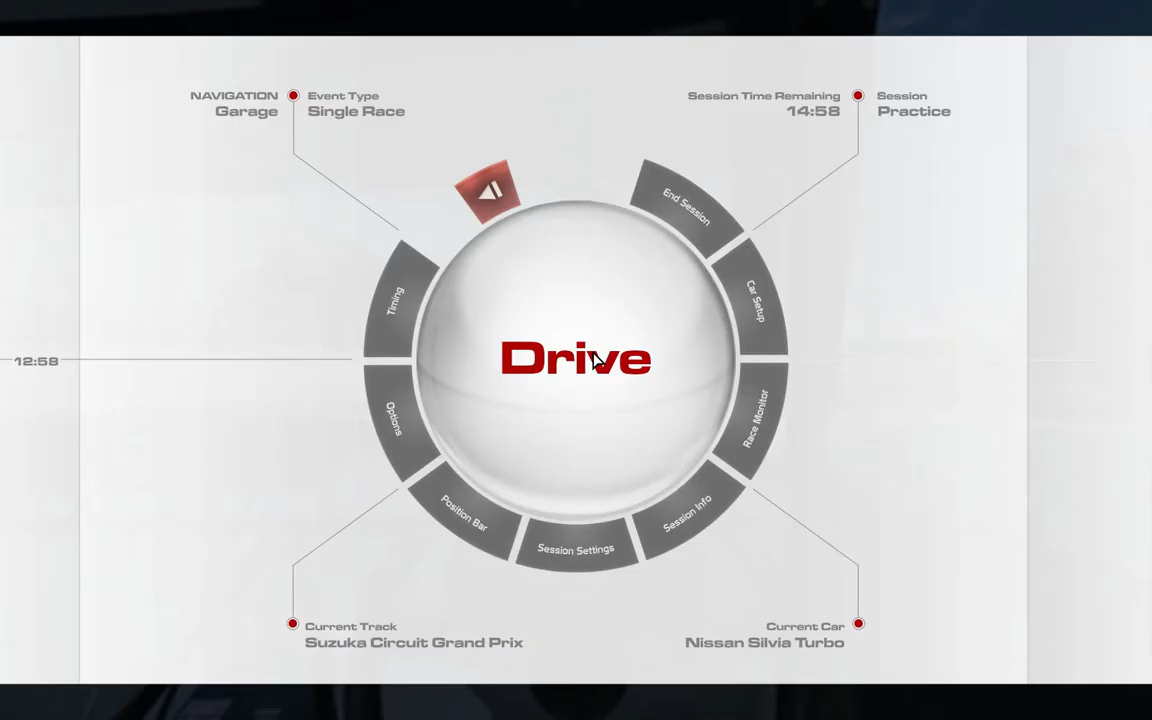 NAVIGATION
Garage
Event Type
Single Race
Session Time Remaining
14:58
Session
Practice
End Session
Timing
Car Setup
12:58
Drive
Options
Race Monitor
Position Bar
Session Info
Session Settings
Current Track
Suzuka Circuit Grand Prix
Current Car
Nissan Silvia Turbo